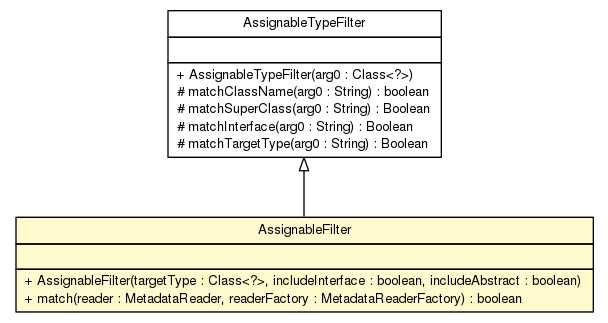 AssignableTypeFilter
+ AssignableTypeFilter(arg0 : Class<?>)
# matchClassName(arg0 : String) : boolean
# matchSuperClass(arg0 : String) : Boolean
# matchInterface(arg0 : String) : Boolean
# matchTargetType(arg0 : String) : Boolean
AssignableFilter
+ AssignableFilter(targetType : Class<?>, includeInterface : boolean, includeAbstract : boolean)
+ match(reader : MetadataReader, readerFactory : MetadataReaderFactory) : boolean